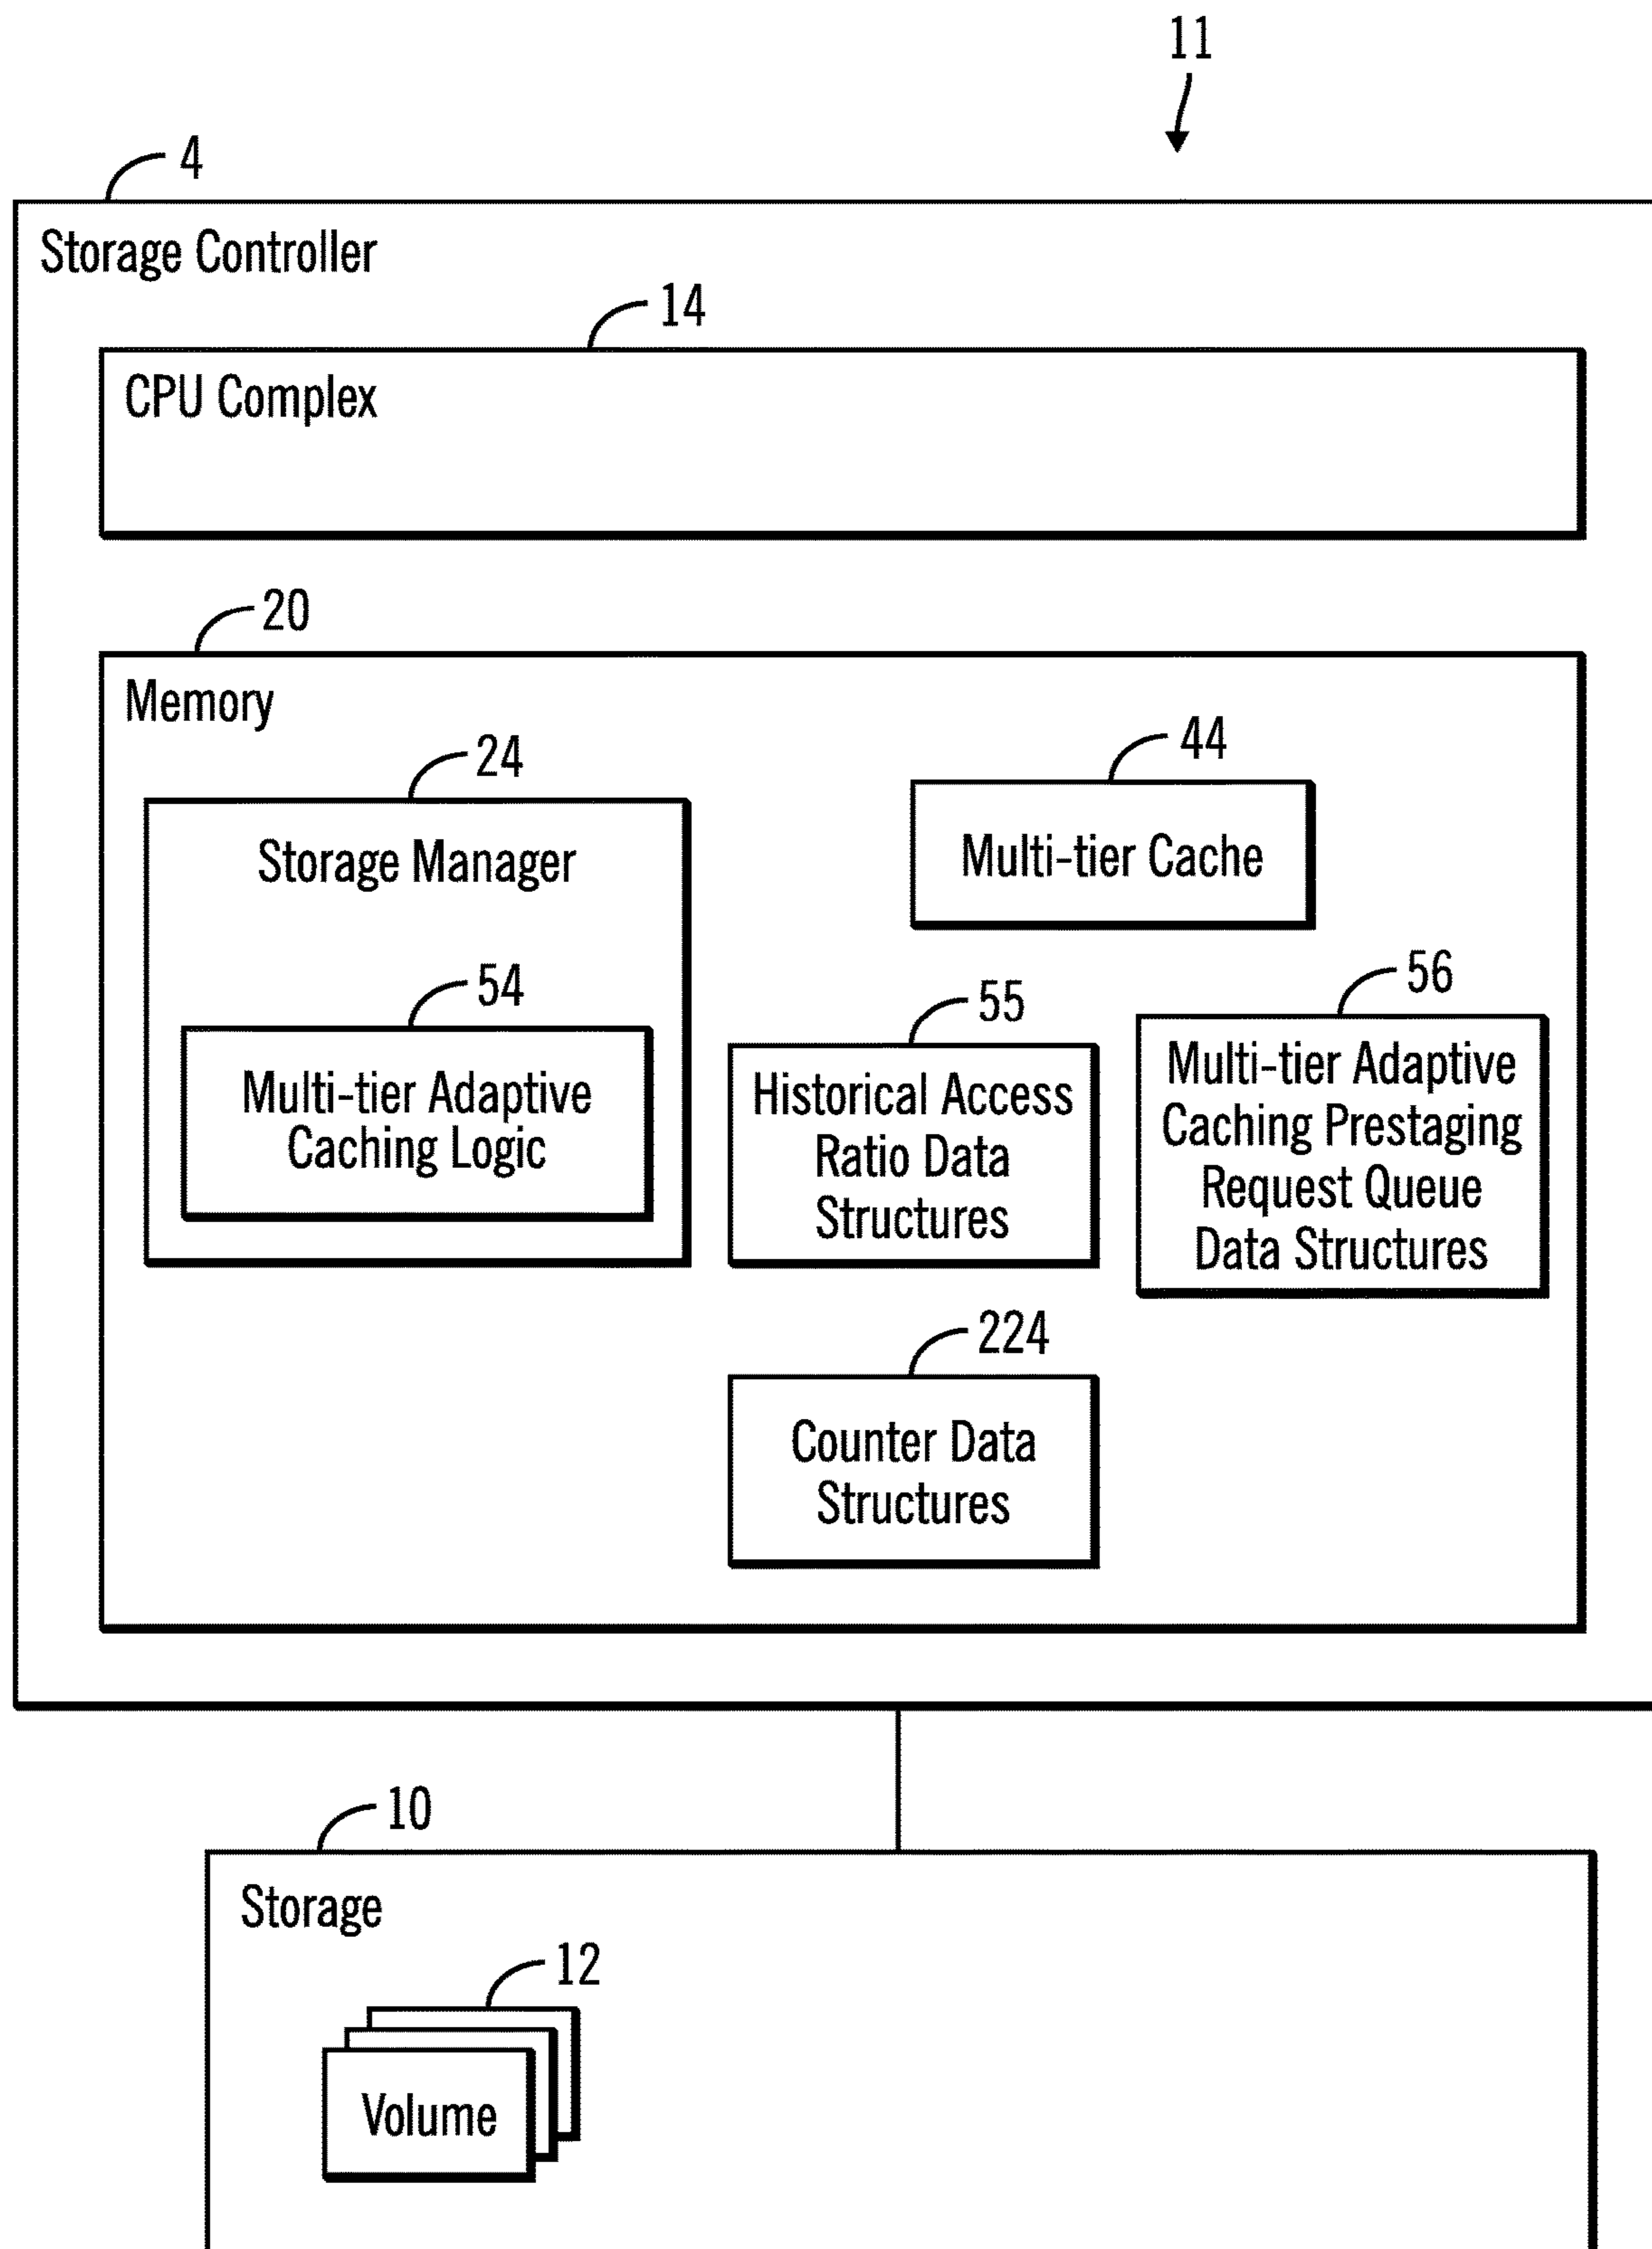 11
4
Storage Controller
14
CPU Complex
20
Memory
24
Storage Manager
44
Multi-tier Cache
54
Multi-tier Adaptive
Caching Logic
55
Historical Access
Ratio Data
Structures
56
Multi-tier Adaptive
Caching Prestaging
Request Queue
Data Structures
224
Counter Data
Structures
10
Storage
12
Volume